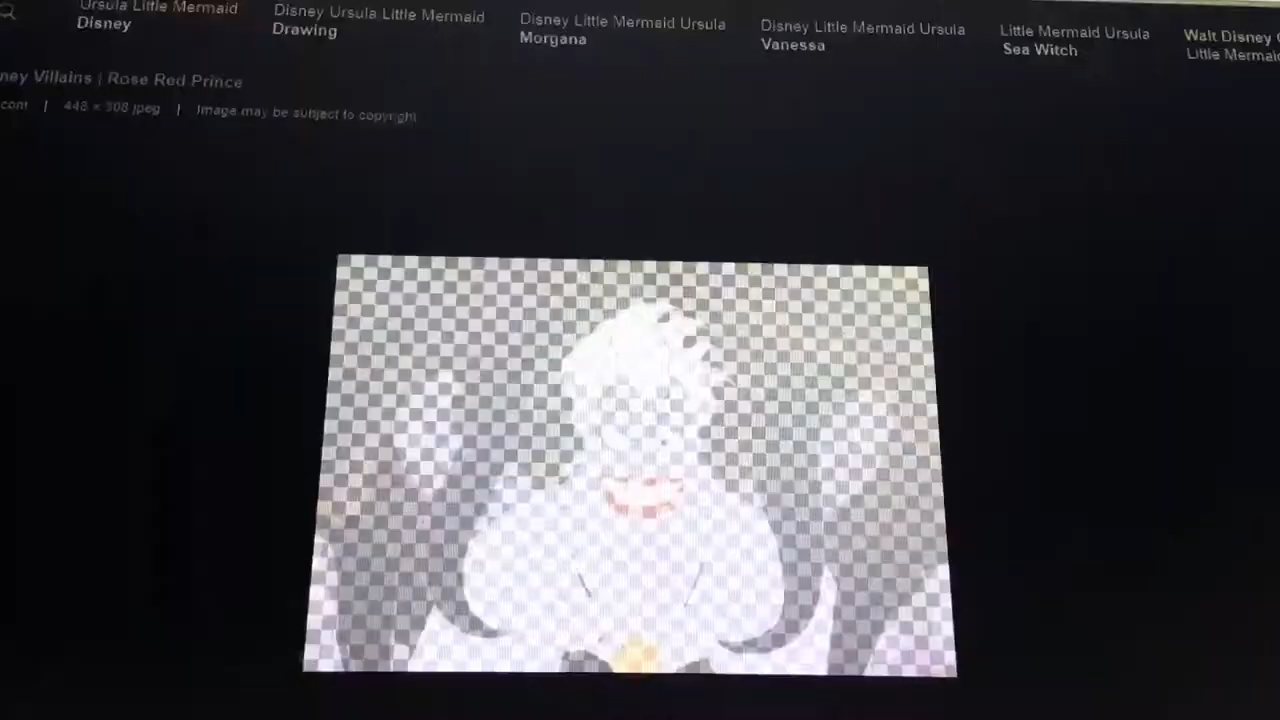 Ursula Little Mermaid
Disney
Disney Ursula Little Mermaid
Drawing
Disney Little Mermaid Ursula
Morgana
Disney Little Mermaid Ursula
Vanessa
Little Mermaid Ursula
Sea Witch
Walt Disney
Little Mermaid
ney Villains | Rose Red Prince
cont | 448 × 308 jpeg | Image may be subject to copyright